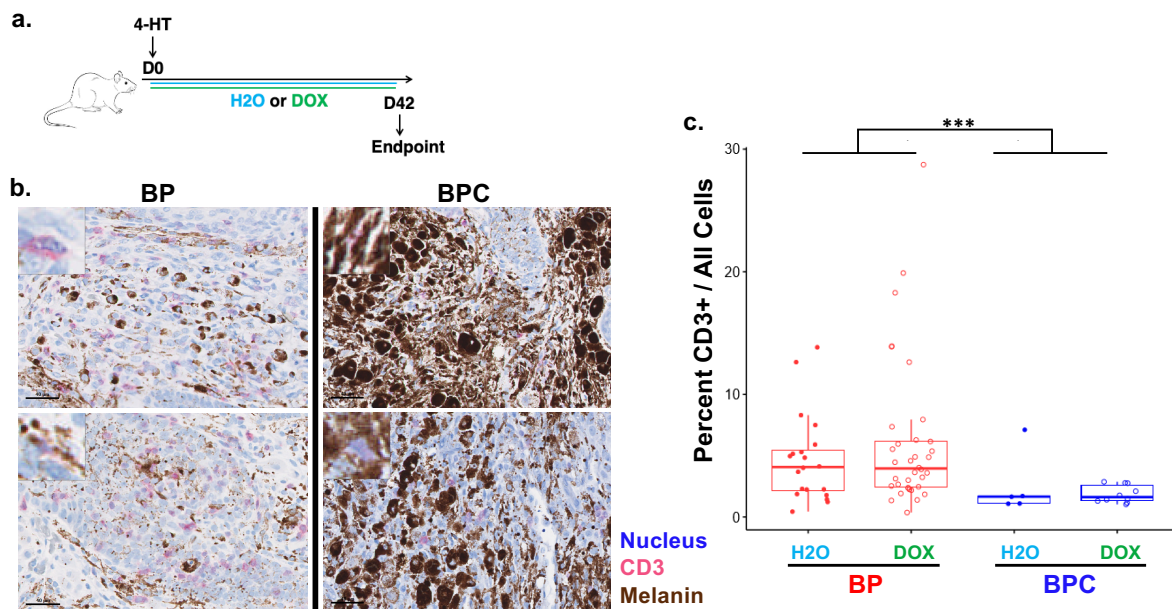 a.
4-HT
D0
H2O or DOX
D42
Endpoint
b.
BP
BPC
Nucleus
CD3
Melanin
c.
***
Percent CD3+ / All Cells
30
20
10
0
H2O
DOX
H2O
DOX
BP
BPC